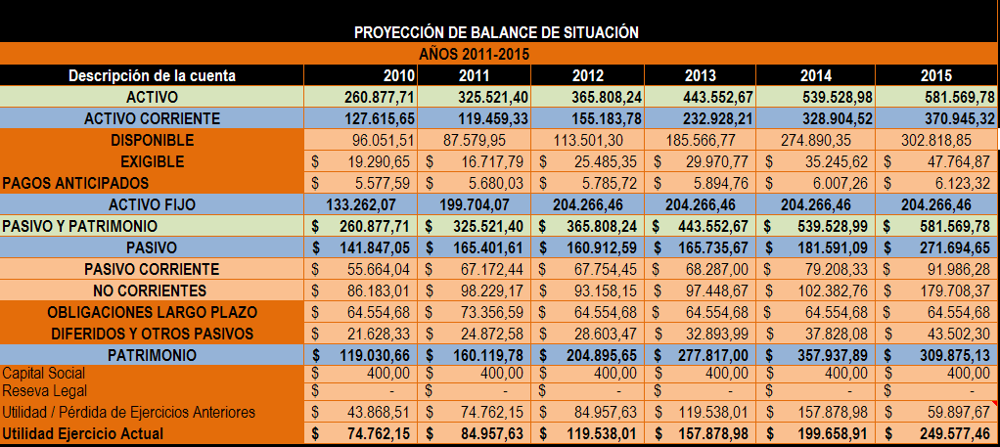 PROYECCIÓN DE BALANCE DE SITUACIÓN
AÑOS 2011-2015
Descripción de la cuenta 2010 2011 2012 2013 2014 2015
ACTIVO 260.877,71 325.521,40 365.808,24 443.552,67 539.528,98 581.569,78
ACTIVO CORRIENTE 127.615,65 119.459,33 155.183,78 232.928,21 328.904,52 370.945,32
DISPONIBLE 96.051,51 87.579,95 113.501,30 185.566,77 274.890,35 302.818,85
EXIGIBLE $ 19.290,65 $ 16.717,79 $ 25.485,35 $ 29.970,77 $ 35.245,62 $ 47.764,87
PAGOS ANTICIPADOS $ 5.577,59 $ 5.680,03 $ 5.785,72 $ 5.894,76 $ 6.007,26 $ 6.123,32
ACTIVO FIJO 133.262,07 199.704,07 204.266,46 204.266,46 204.266,46 204.266,46
PASIVO Y PATRIMONIO $ 260.877,71 $ 325.521,40 $ 365.808,24 $ 443.552,67 $ 539.528,99 $ 581.569,78
PASIVO $ 141.847,05 $ 165.401,61 $ 160.912,59 $ 165.735,67 $ 181.591,09 $ 271.694,65
PASIVO CORRIENTE $ 55.664,04 $ 67.172,44 $ 67.754,45 $ 68.287,00 $ 79.208,33 $ 91.986,28
NO CORRIENTES $ 86.183,01 $ 98.229,17 $ 93.158,15 $ 97.448,67 $ 102.382,76 $ 179.708,37
OBLIGACIONES LARGO PLAZO $ 64.554,68 $ 73.356,59 $ 64.554,68 $ 64.554,68 $ 64.554,68 $ 64.554,68
DIFERIDOS Y OTROS PASIVOS $ 21.628,33 $ 24.872,58 $ 28.603,47 $ 32.893,99 $ 37.828,08 $ 43.502,30
PATRIMONIO $ 119.030,66 $ 160.119,78 $ 204.895,65 $ 277.817,00 $ 357.937,89 $ 309.875,13
Capital Social $ 400,00 $ 400,00 $ 400,00 $ 400,00 $ 400,00 $ 400,00
Reseva Legal $ - $ - $ - $ - $ - $ -
Utilidad / Pérdida de Ejercicios Anteriores $ 43.868,51 $ 74.762,15 $ 84.957,63 $ 119.538,01 $ 157.878,98 $ 59.897,67
Utilidad Ejercicio Actual $ 74.762,15 $ 84.957,63 $ 119.538,01 $ 157.878,98 $ 199.658,91 $ 249.577,46